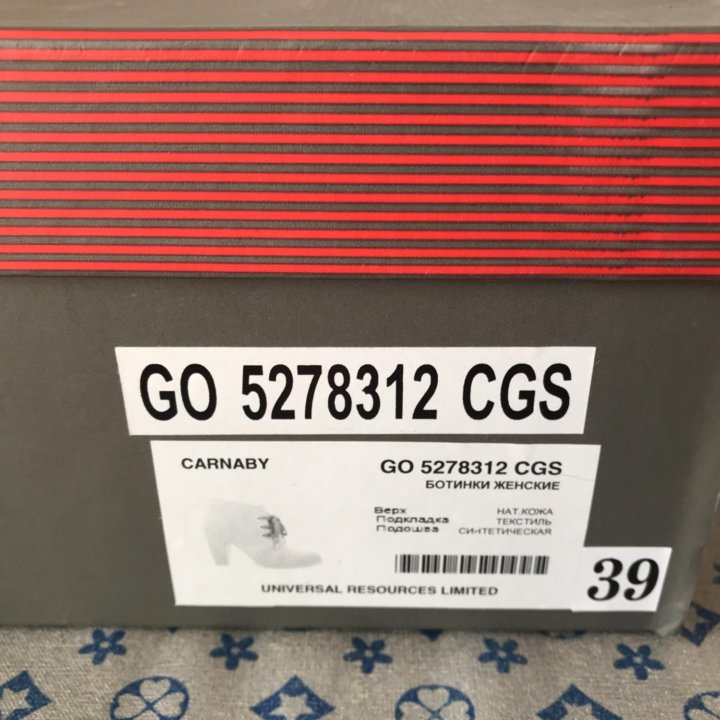 GO 5278312 CGS
CARNABY GO 5278312 CGS
БОТИНКИ ЖЕНСКИЕ
Верх НАТ.КОЖА
Подкладка ТЕКСТИЛЬ
Подошва СИНТЕТИЧЕСКАЯ
UNIVERSAL RESOURCES LIMITED
39